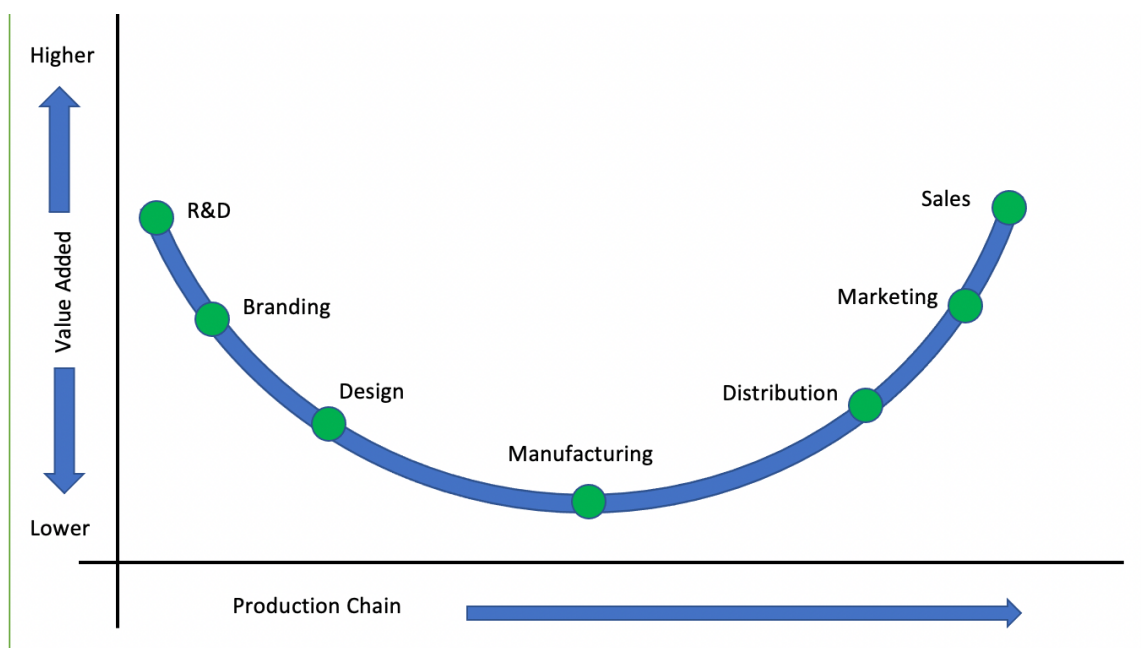 Higher
Value Added
Lower
R&D
Branding
Design
Manufacturing
Distribution
Marketing
Sales
Production Chain